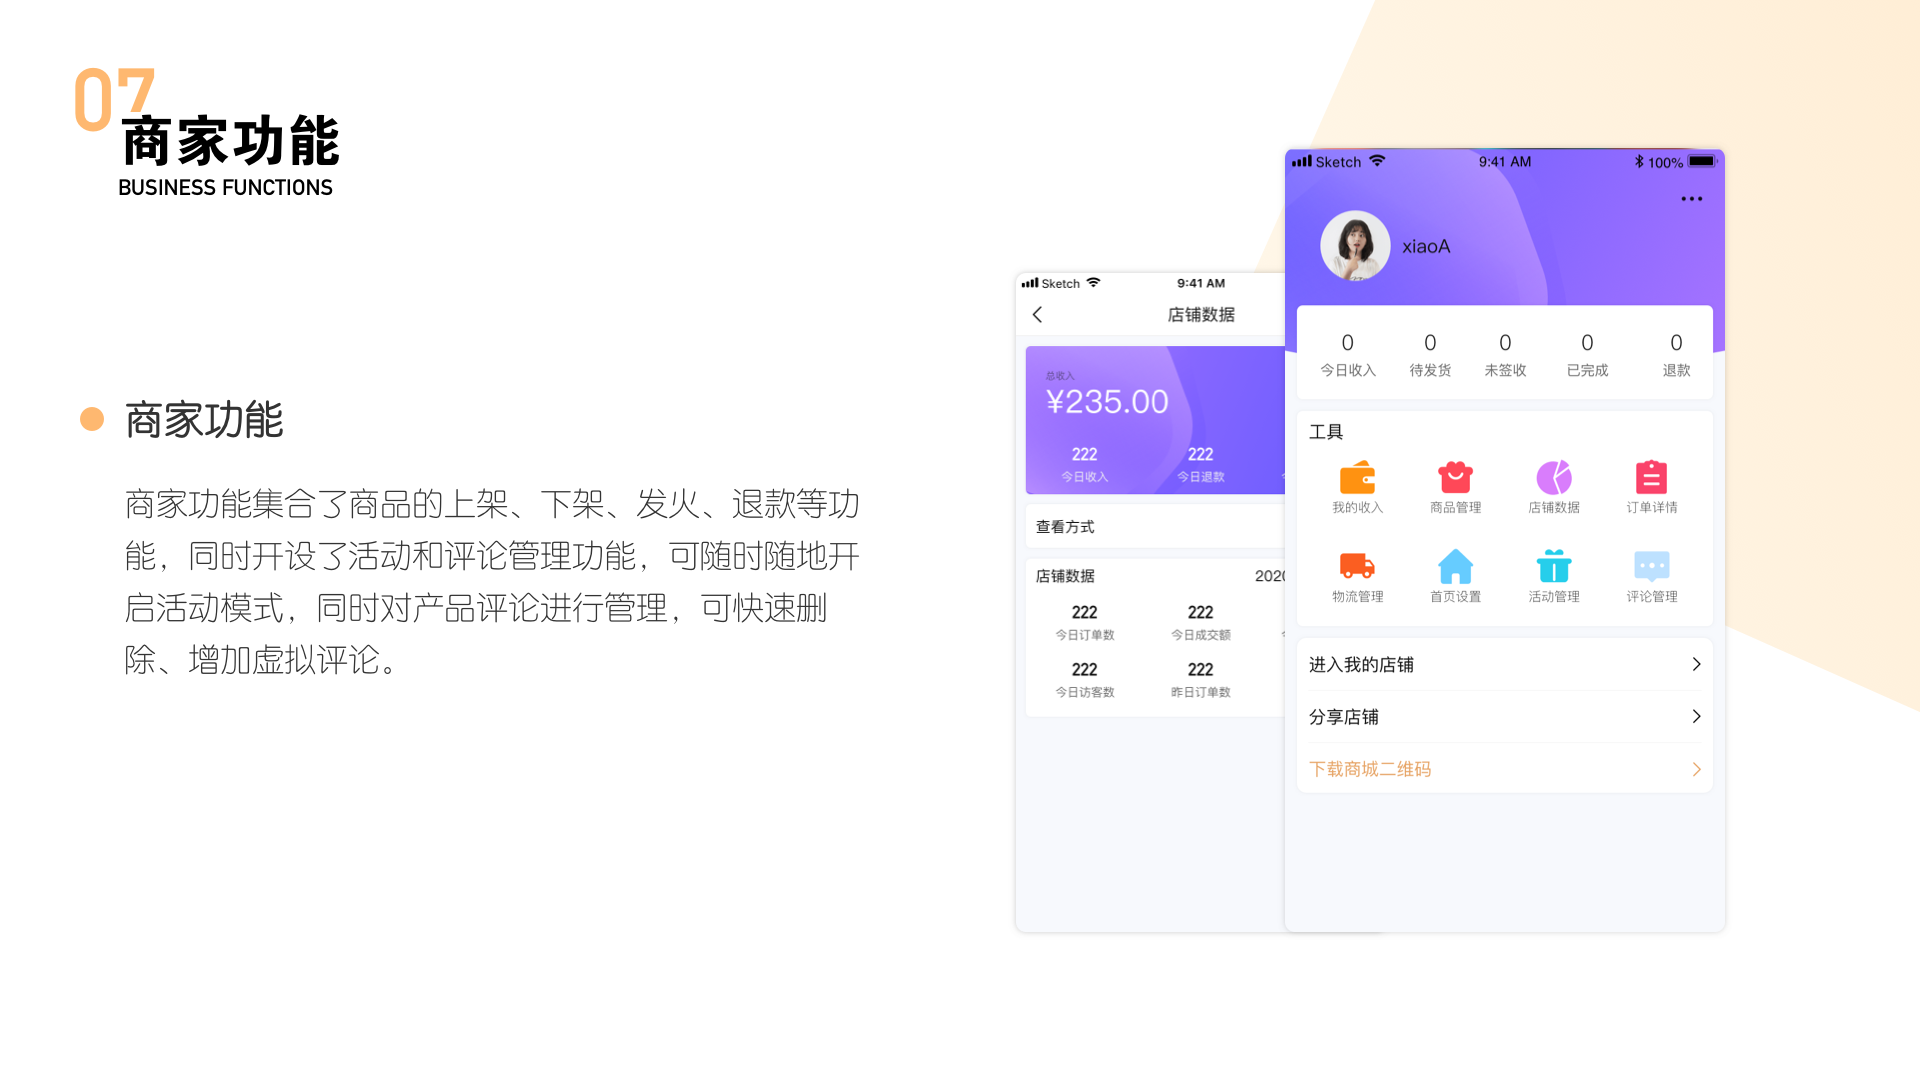 07
商家功能
BUSINESS FUNCTIONS
商家功能
商家功能集合了商品的上架、下架、发火、退款等功
能，同时开设了活动和评论管理功能，可随时随地开
启活动模式，同时对产品评论进行管理，可快速删
除、增加虚拟评论。
Sketch 9:41 AM
店铺数据
总收入
¥235.00
222 222
今日收入 今日退款
查看方式
店铺数据 202
222 222
今日订单数 今日成交额
222 222
今日访客数 昨日订单数
Sketch 9:41 AM 100%
xiaoA
0 0 0 0 0
今日收入 待发货 未签收 已完成 退款
工具
我的收入 商品管理 店铺数据 订单详情
物流管理 首页设置 活动管理 评论管理
进入我的店铺
分享店铺
下载商城二维码